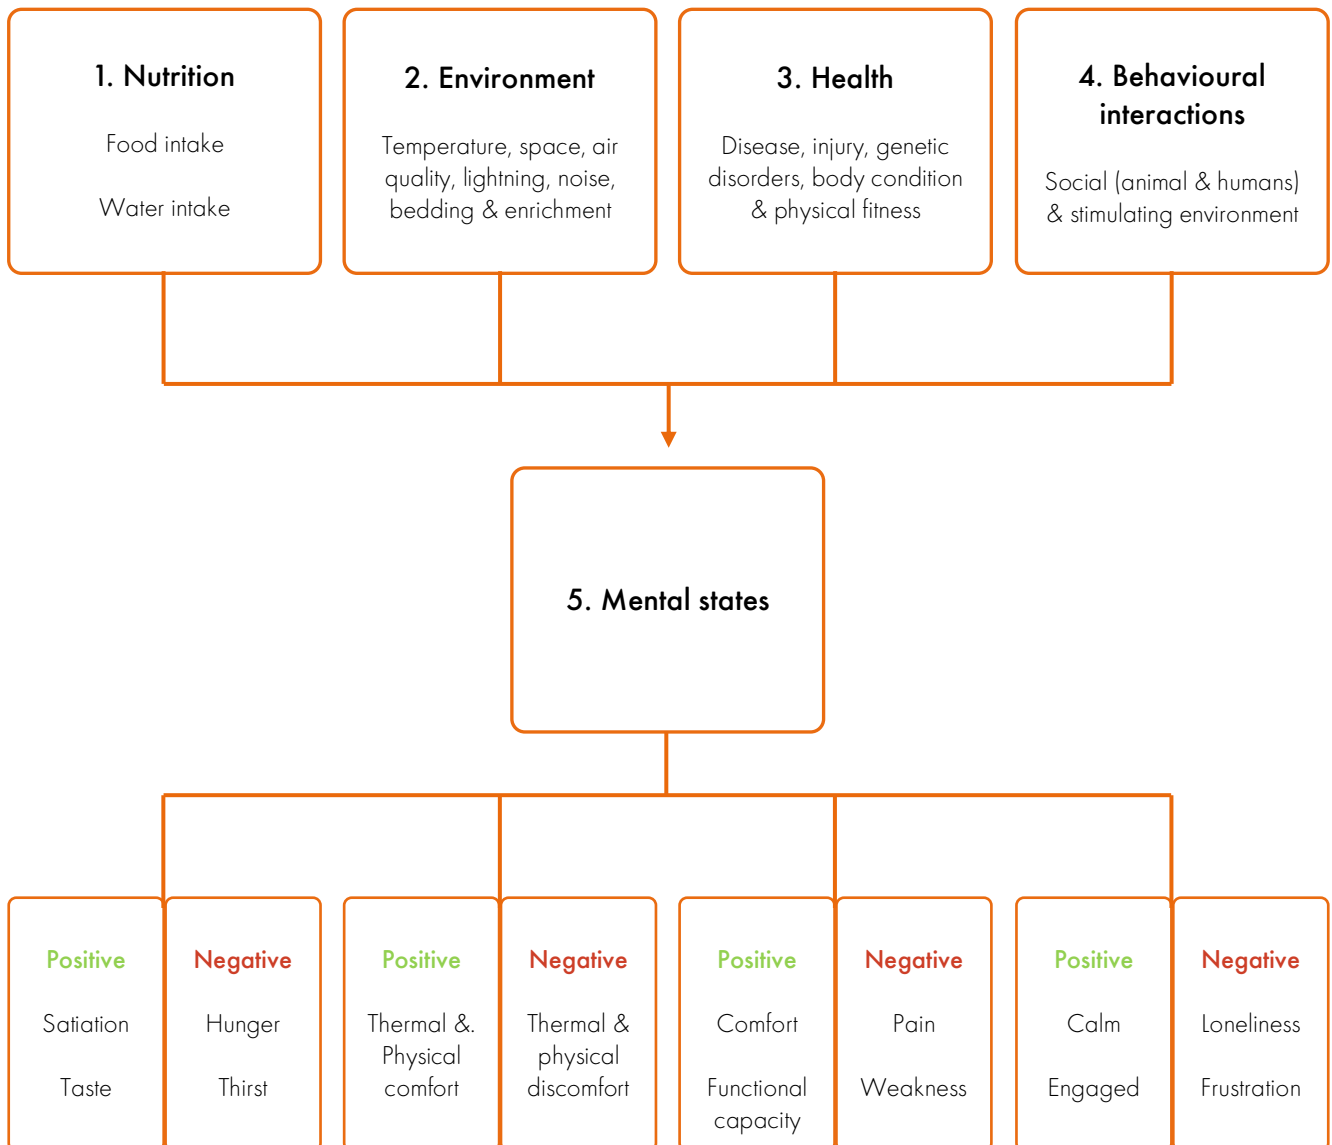 1. Nutrition
Food intake
Water intake
2. Environment
Temperature, space, air
quality, lightning, noise,
bedding & enrichment
3. Health
Disease, injury, genetic
disorders, body condition
& physical fitness
4. Behavioural
interactions
Social (animal & humans)
& stimulating environment
5. Mental states
Positive
Satiation
Taste
Negative
Hunger
Thirst
Positive
Thermal &.
Physical
comfort
Negative
Thermal &
physical
discomfort
Positive
Comfort
Functional
capacity
Negative
Pain
Weakness
Positive
Calm
Engaged
Negative
Loneliness
Frustration